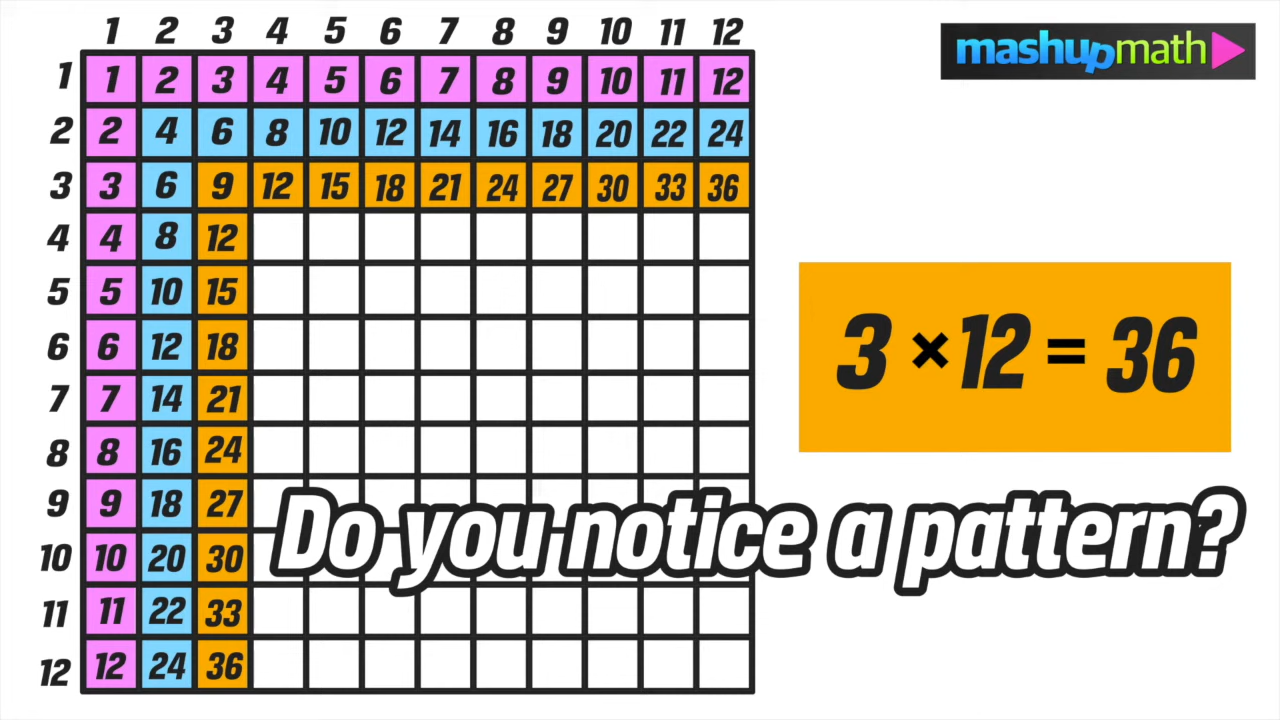 mashupmath
1 2 3 4 5 6 7 8 9 10 11 12
1 1 2 3 4 5 6 7 8 9 10 11 12
2 2 4 6 8 10 12 14 16 18 20 22 24
3 3 6 9 12 15 18 21 24 27 30 33 36
4 4 8 12
5 5 10 15
6 6 12 18
7 7 14 21
8 8 16 24
9 9 18 27
10 10 20 30
11 11 22 33
12 12 24 36
3 × 12 = 36
Do you notice a pattern?